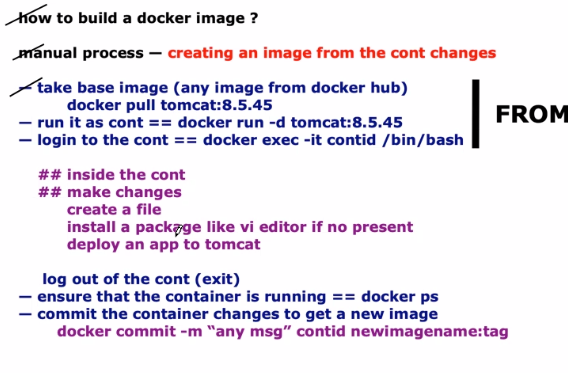 how to build a docker image ?
manual process — creating an image from the cont changes
— take base image (any image from docker hub)
docker pull tomcat:8.5.45
— run it as cont == docker run -d tomcat:8.5.45
— login to the cont == docker exec -it contid /bin/bash
FROM
## inside the cont
## make changes
create a file
install a package like vi editor if no present
deploy an app to tomcat
log out of the cont (exit)
— ensure that the container is running == docker ps
— commit the container changes to get a new image
docker commit -m “any msg” contid newimagename:tag